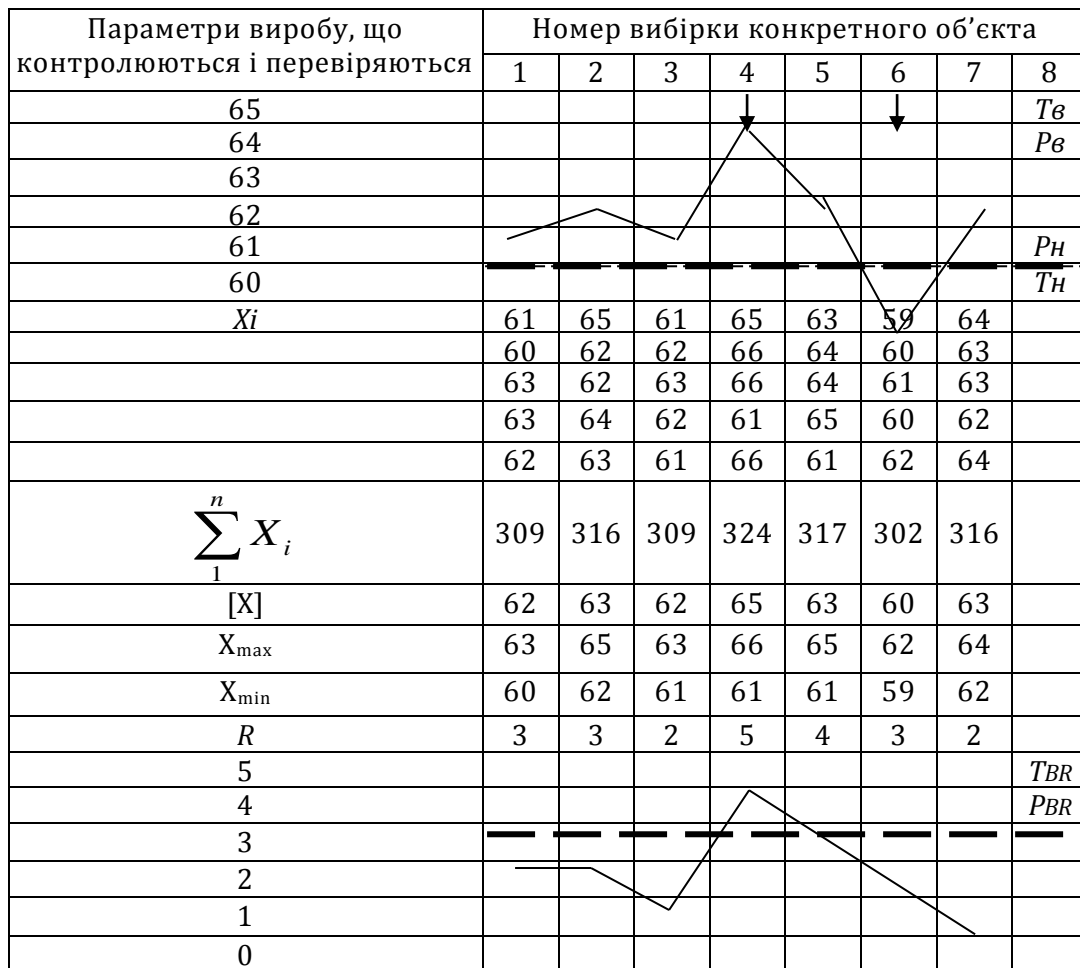 Параметри виробу, що контролюються і перевіряються Номер вибірки конкретного об’єкта
1 2 3 4 5 6 7 8
65 Тв
64 Рв
63
62
61 Рн
60 Тн
Xi 61 65 61 65 63 59 64
60 62 62 66 64 60 63
63 62 63 66 64 61 63
63 64 62 61 65 60 62
62 63 61 66 61 62 64
n
∑ X i 309 316 309 324 317 302 316
1
[X] 62 63 62 65 63 60 63
Xmax 63 65 63 66 65 62 64
Xmin 60 62 61 61 61 59 62
R 3 3 2 5 4 3 2
5 TBR
4 PBR
3
2
1
0